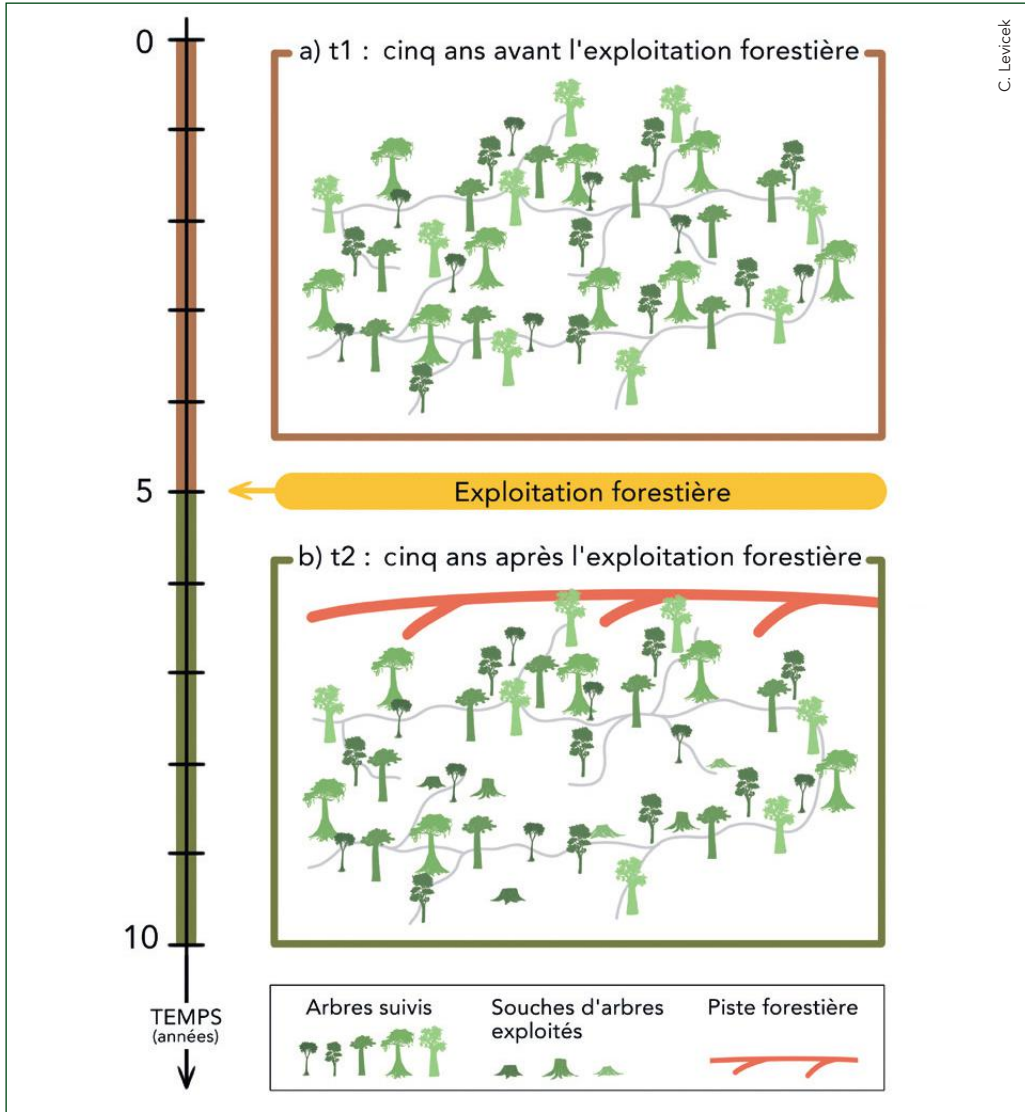 C. Levicek
0
a) t1 : cinq ans avant l'exploitation forestière
5
Exploitation forestière
b) t2 : cinq ans après l'exploitation forestière
10
TEMPS
(années)
Arbres suivis
Souches d'arbres
exploités
Piste forestière